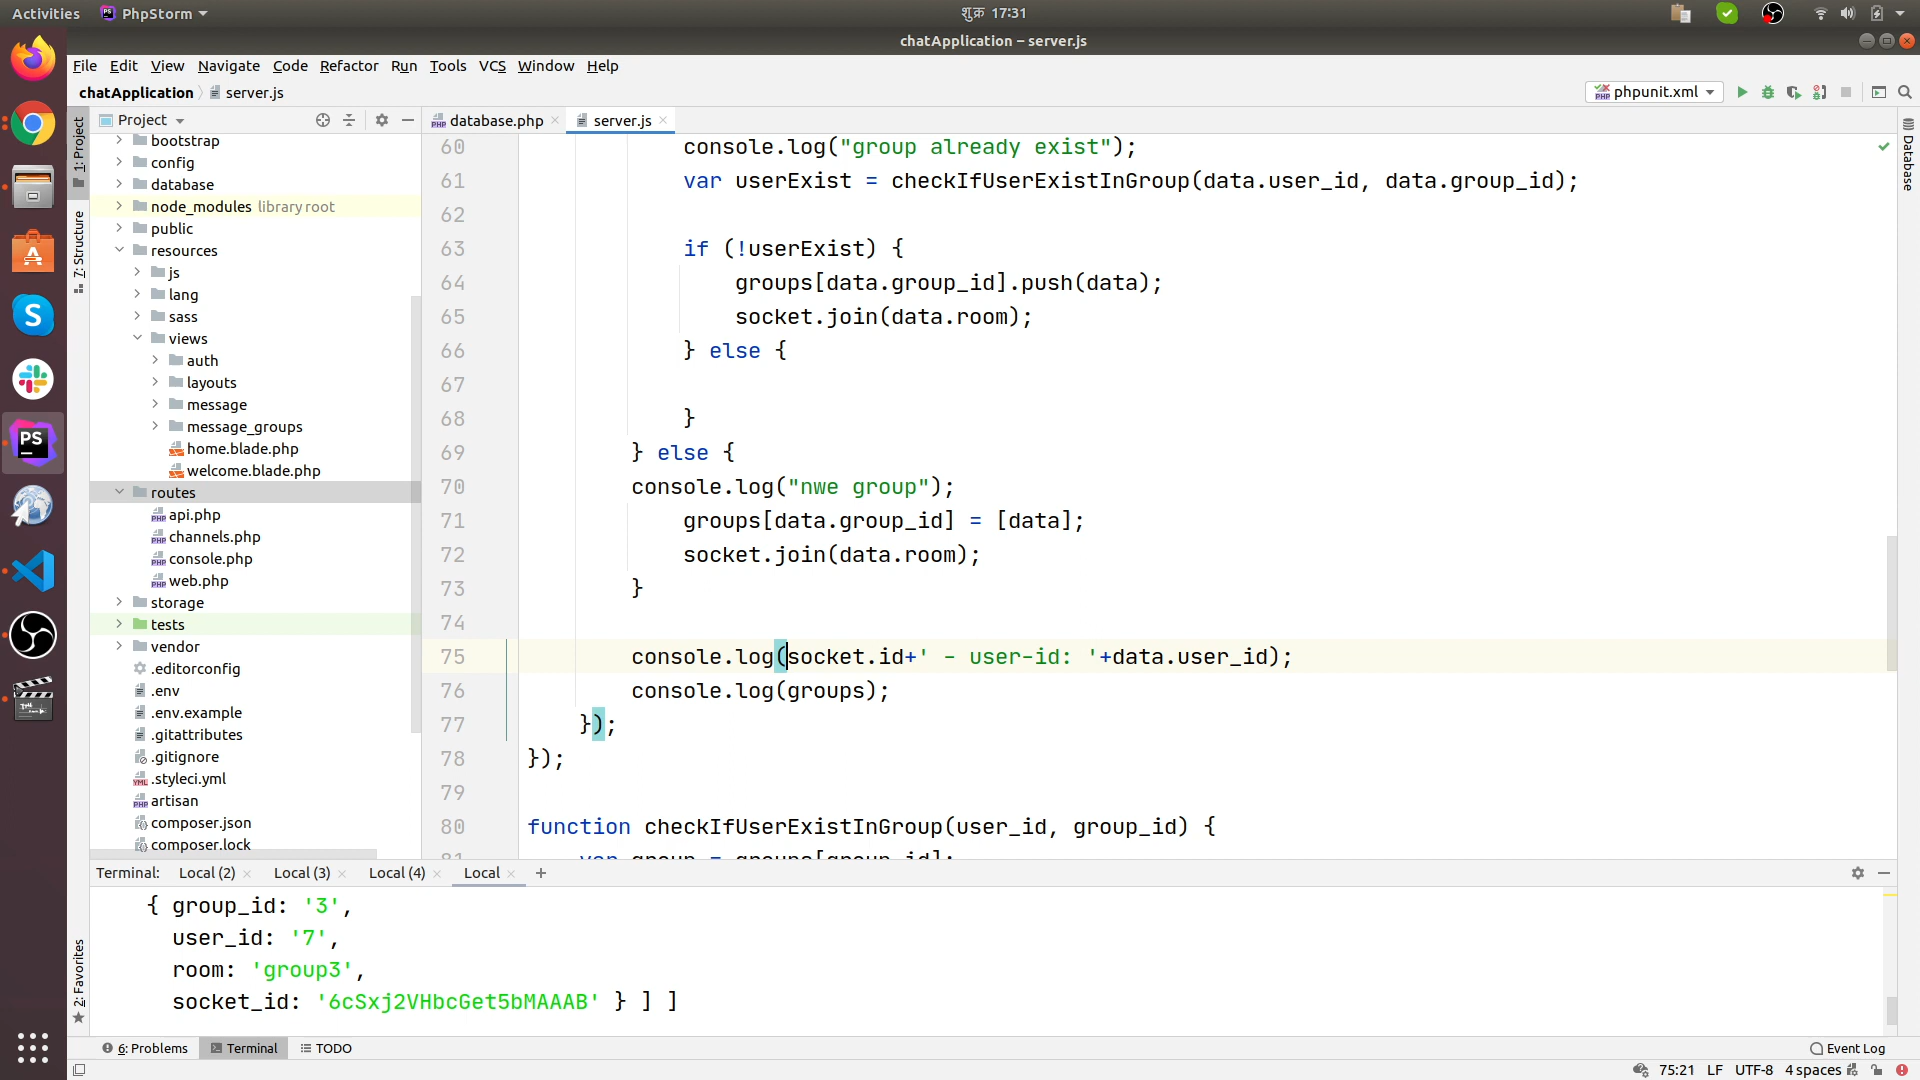 Activities PhpStorm शुक्र 17:31
chatApplication – server.js
File Edit View Navigate Code Refactor Run Tools VCS Window Help
chatApplication server.js phpunit.xml
1: Project
7: Structure
2: Favorites
Database
Project
bootstrap
config
database
node_modules library root
public
resources
js
lang
sass
views
auth
layouts
message
message_groups
home.blade.php
welcome.blade.php
routes
api.php
channels.php
console.php
web.php
storage
tests
vendor
.editorconfig
.env
.env.example
.gitattributes
.gitignore
.styleci.yml
artisan
composer.json
composer.lock
database.php server.js
60 console.log("group already exist");
61 var userExist = checkIfUserExistInGroup(data.user_id, data.group_id);
62
63 if (!userExist) {
64 groups[data.group_id].push(data);
65 socket.join(data.room);
66 } else {
67
68 }
69 } else {
70 console.log("nwe group");
71 groups[data.group_id] = [data];
72 socket.join(data.room);
73 }
74
75 console.log(socket.id+' - user-id: '+data.user_id);
76 console.log(groups);
77 });
78 });
79
80 function checkIfUserExistInGroup(user_id, group_id) {
81 var group = groups[group_id];
Terminal: Local (2) Local (3) Local (4) Local +
{ group_id: '3',
user_id: '7',
room: 'group3',
socket_id: '6cSxj2VHbcGet5bMAAAB' } ] ]
6: Problems Terminal TODO Event Log
75:21 LF UTF-8 4 spaces